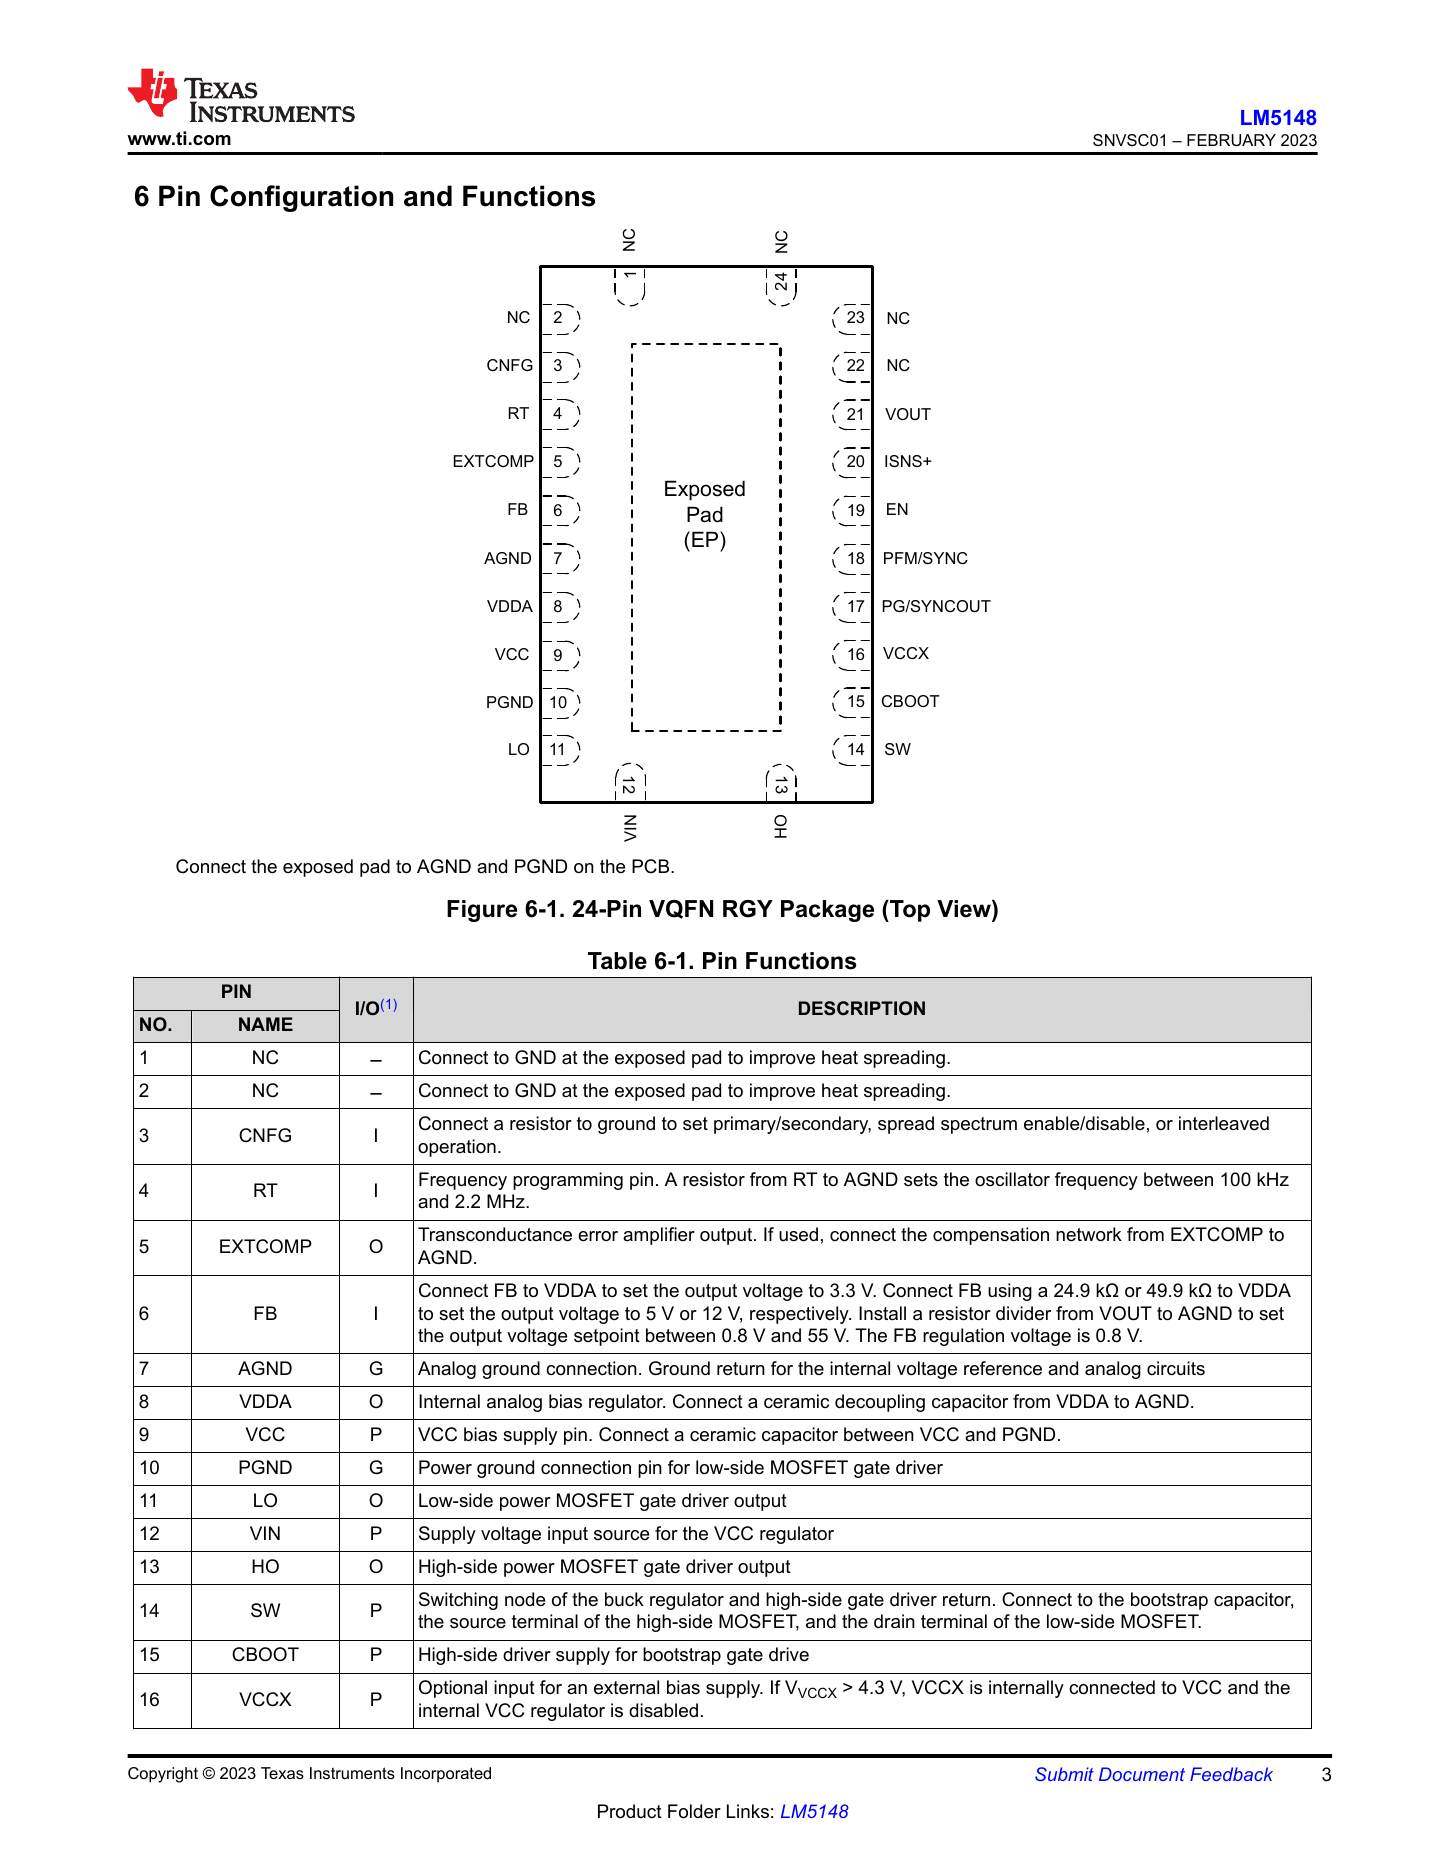 TEXAS
INSTRUMENTS
www.ti.com
LM5148
SNVSC01 – FEBRUARY 2023
6 Pin Configuration and Functions
NC
NC
1
24
NC 2
23 NC
CNFG 3
22 NC
RT 4
21 VOUT
EXTCOMP 5
20 ISNS+
FB 6
19 EN
AGND 7
18 PFM/SYNC
VDDA 8
17 PG/SYNCOUT
VCC 9
16 VCCX
PGND 10
15 CBOOT
LO 11
14 SW
Exposed
Pad
(EP)
12
13
VIN
HO
Connect the exposed pad to AGND and PGND on the PCB.
Figure 6-1. 24-Pin VQFN RGY Package (Top View)
Table 6-1. Pin Functions
PIN I/O(1) DESCRIPTION
NO. NAME
1 NC – Connect to GND at the exposed pad to improve heat spreading.
2 NC – Connect to GND at the exposed pad to improve heat spreading.
3 CNFG I Connect a resistor to ground to set primary/secondary, spread spectrum enable/disable, or interleaved
operation.
4 RT I Frequency programming pin. A resistor from RT to AGND sets the oscillator frequency between 100 kHz
and 2.2 MHz.
5 EXTCOMP O Transconductance error amplifier output. If used, connect the compensation network from EXTCOMP to
AGND.
6 FB I Connect FB to VDDA to set the output voltage to 3.3 V. Connect FB using a 24.9 kΩ or 49.9 kΩ to VDDA
to set the output voltage to 5 V or 12 V, respectively. Install a resistor divider from VOUT to AGND to set
the output voltage setpoint between 0.8 V and 55 V. The FB regulation voltage is 0.8 V.
7 AGND G Analog ground connection. Ground return for the internal voltage reference and analog circuits
8 VDDA O Internal analog bias regulator. Connect a ceramic decoupling capacitor from VDDA to AGND.
9 VCC P VCC bias supply pin. Connect a ceramic capacitor between VCC and PGND.
10 PGND G Power ground connection pin for low-side MOSFET gate driver
11 LO O Low-side power MOSFET gate driver output
12 VIN P Supply voltage input source for the VCC regulator
13 HO O High-side power MOSFET gate driver output
14 SW P Switching node of the buck regulator and high-side gate driver return. Connect to the bootstrap capacitor,
the source terminal of the high-side MOSFET, and the drain terminal of the low-side MOSFET.
15 CBOOT P High-side driver supply for bootstrap gate drive
16 VCCX P Optional input for an external bias supply. If VVCCX > 4.3 V, VCCX is internally connected to VCC and the
internal VCC regulator is disabled.
Copyright © 2023 Texas Instruments Incorporated
Submit Document Feedback 3
Product Folder Links: LM5148